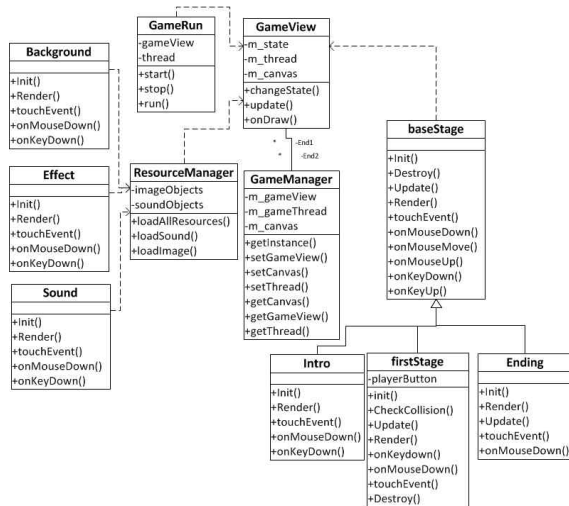 GameRun
-gameView
-thread
+start()
+stop()
+run()
GameView
-m_state
-m_thread
-m_canvas
+changeState()
+update()
+onDraw()
Background
+Init()
+Render()
+touchEvent()
+onMouseDown()
+onKeyDown()
baseStage
+Init()
+Destroy()
+Update()
+Render()
+touchEvent()
+onMouseDown()
+onMouseMove()
+onMouseUp()
+onKeyDown()
+onKeyUp()
* -End1
* -End2
Effect
+Init()
+Render()
+touchEvent()
+onMouseDown()
+onKeyDown()
ResourceManager
-imageObjects
-soundObjects
+loadAllResources()
+loadSound()
+loadImage()
GameManager
-m_gameView
-m_gameThread
-m_canvas
+getInstance()
+setGameView()
+setCanvas()
+setThread()
+getCanvas()
+getGameView()
+getThread()
Sound
+Init()
+Render()
+touchEvent()
+onMouseDown()
+onKeyDown()
Intro
+Init()
+Render()
+touchEvent()
+onMouseDown()
+onKeyDown()
firstStage
-playerButton
+init()
+CheckCollision()
+Update()
+Render()
+onKeydown()
+onMouseDown()
+touchEvent()
+Destroy()
Ending
+Init()
+Render()
+Update()
+touchEvent()
+onMouseDown()